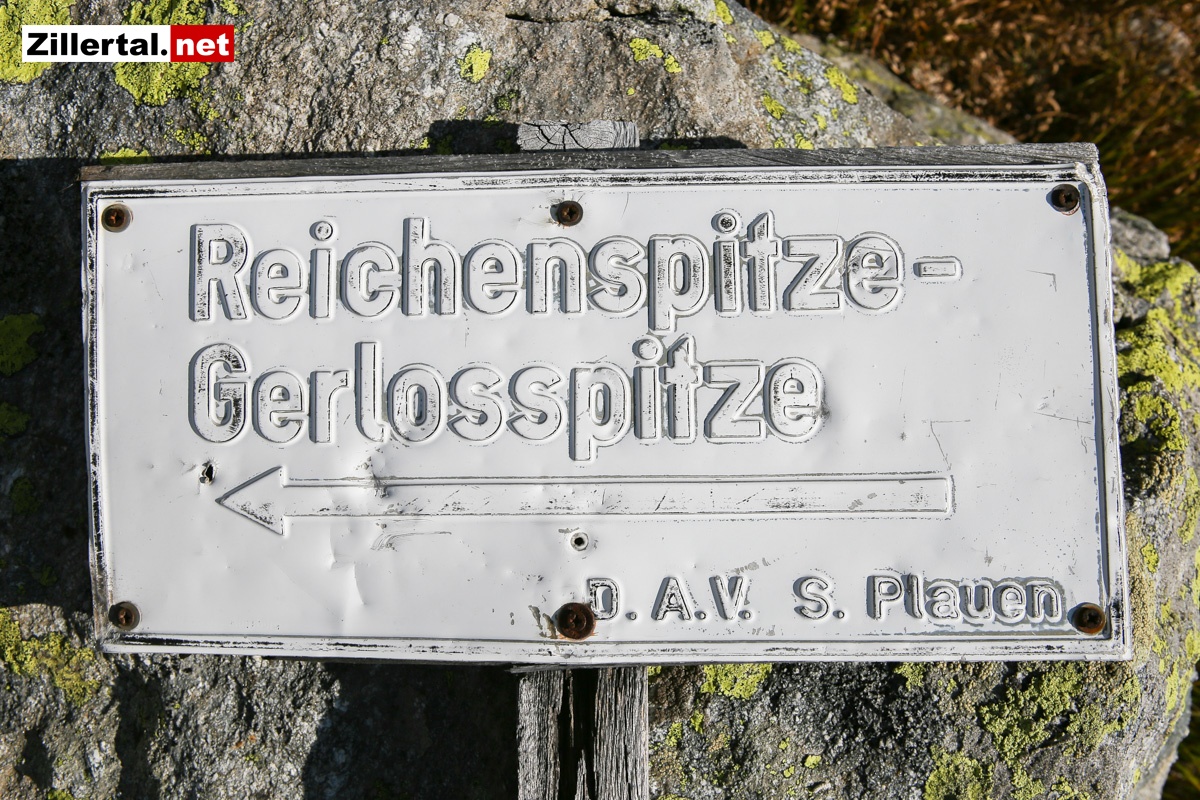 Zillertal.net
Reichenspitze-
Gerlosspitze
D.A.V. S. Plauen